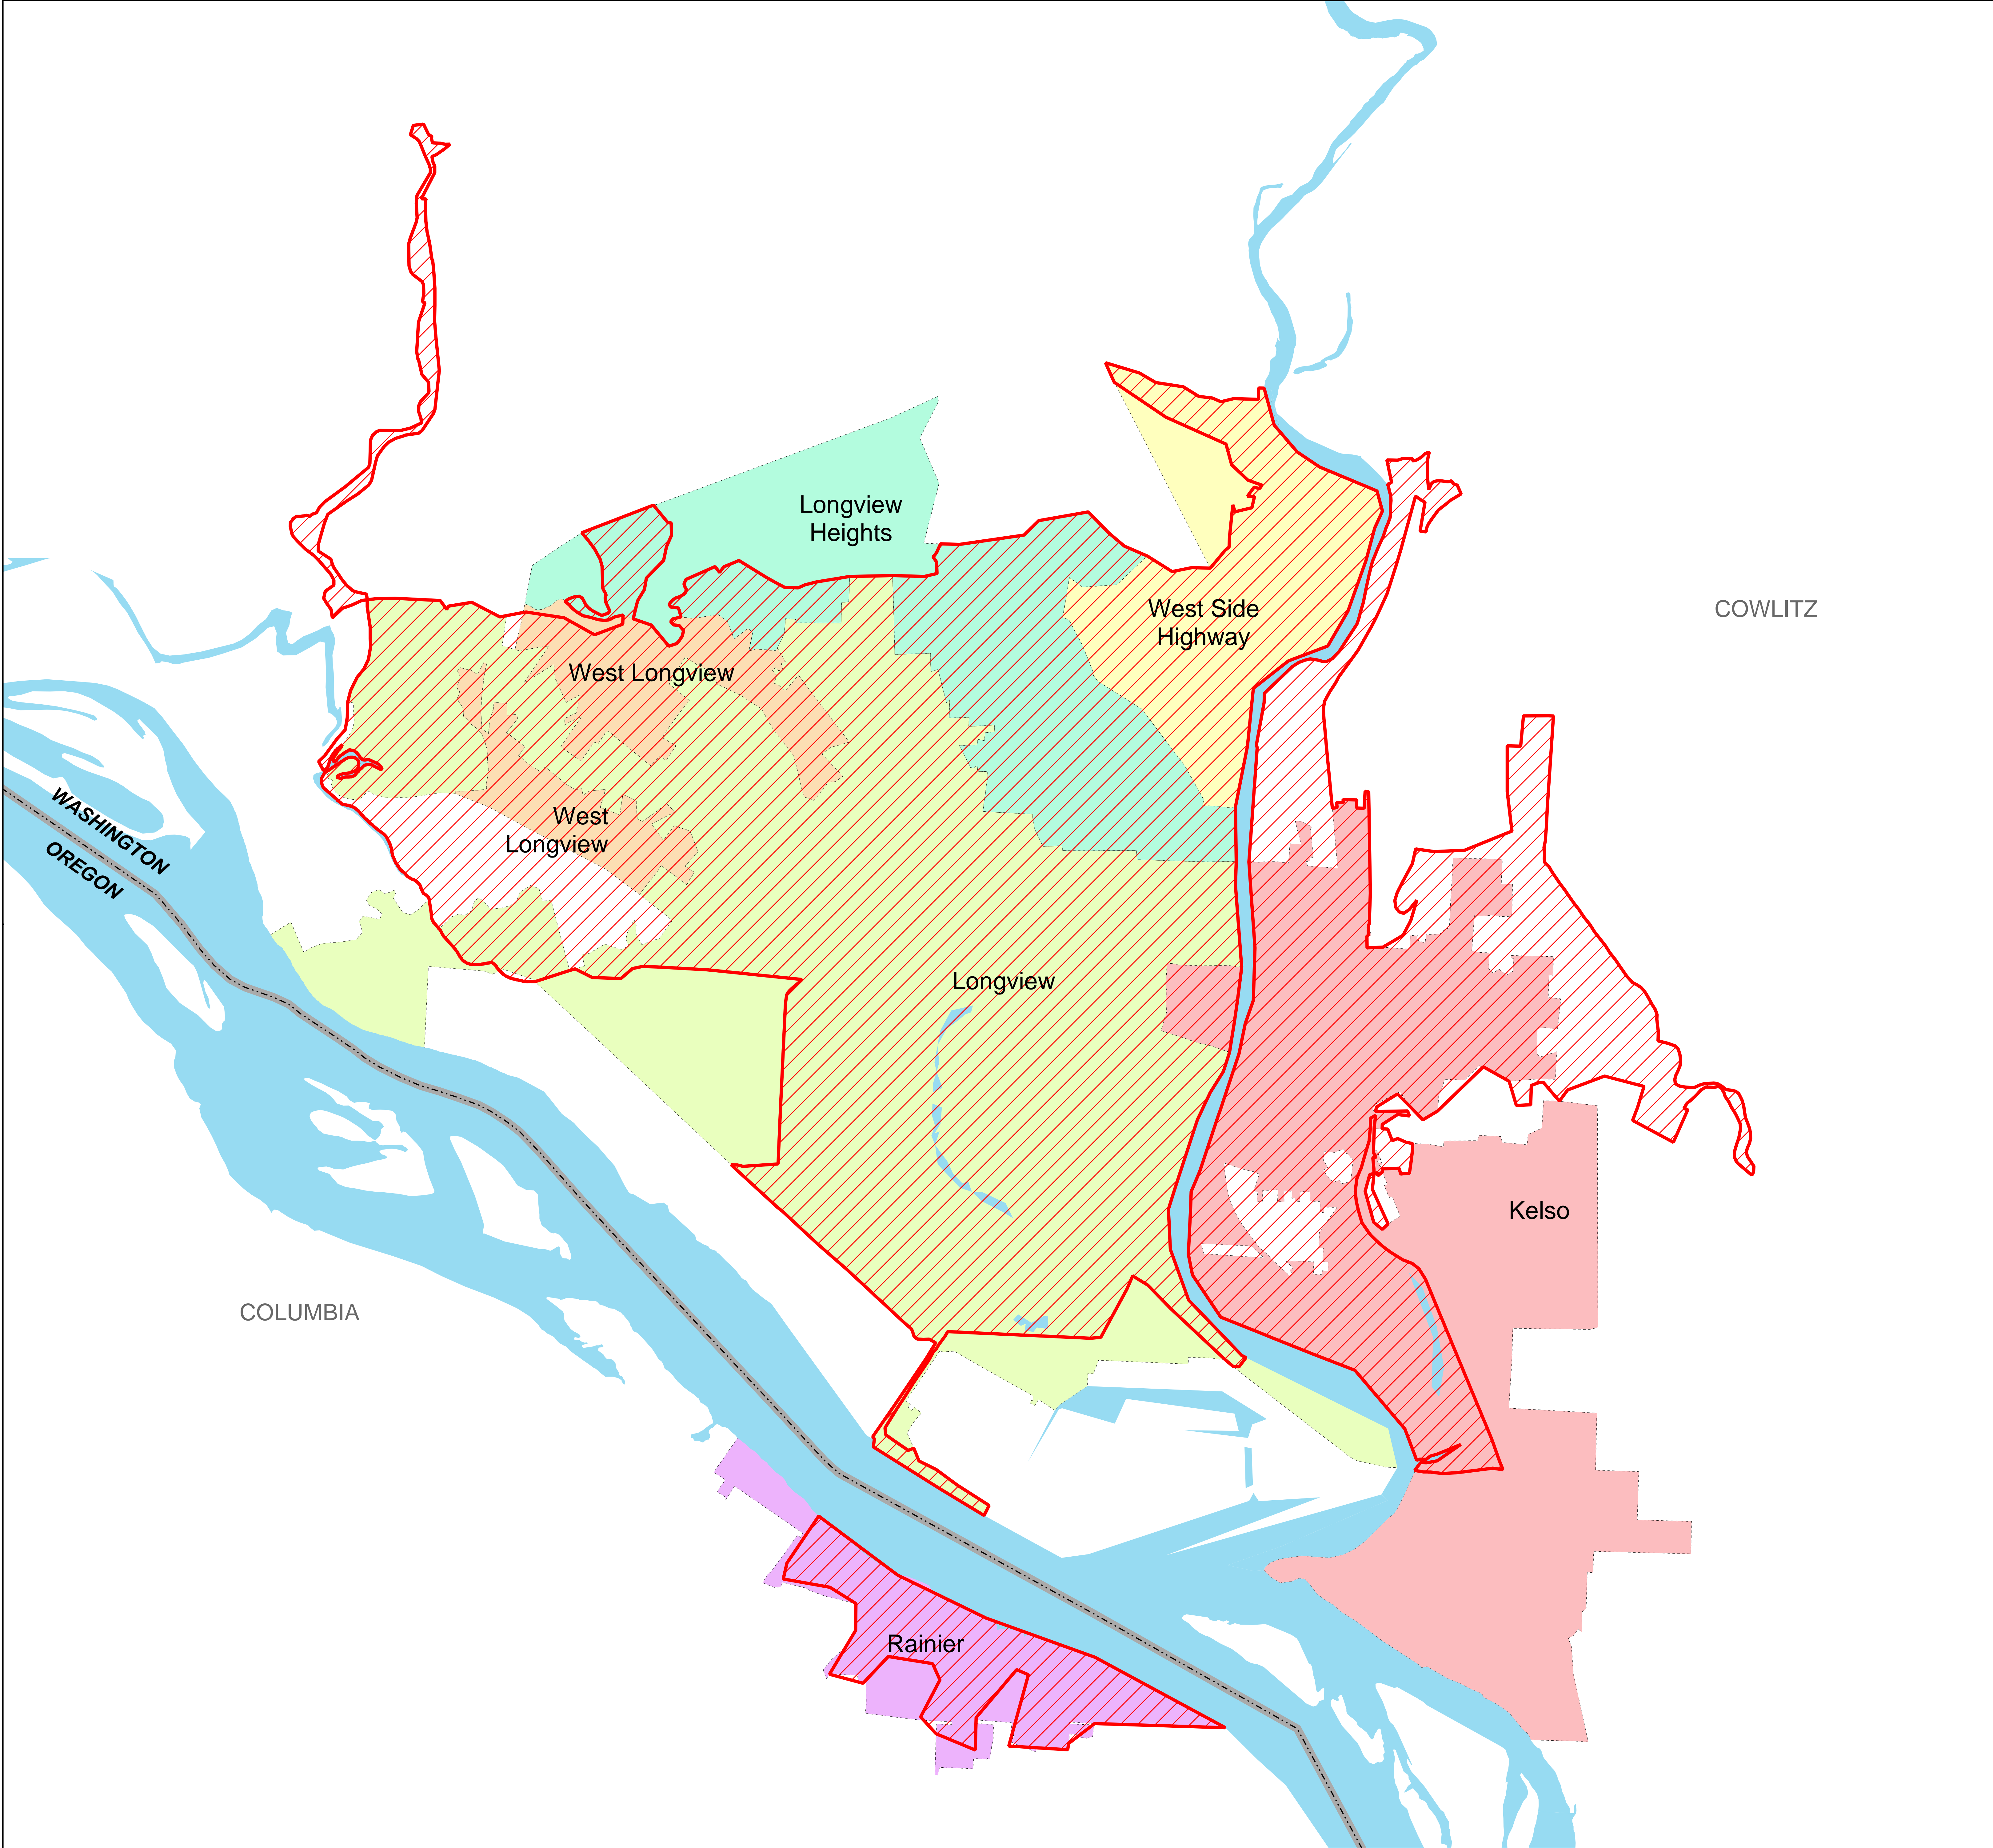 Longview
Heights
West Side
Highway
COWLITZ
West Longview
West
Longview
WASHINGTON
OREGON
Longview
Kelso
COLUMBIA
Rainier